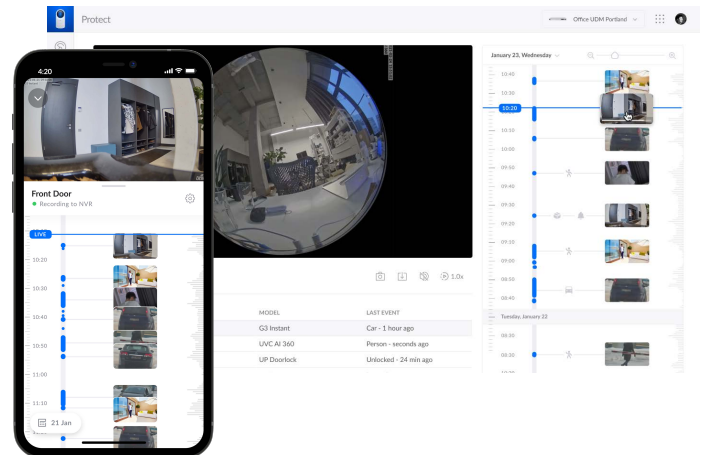 Protect
Office UDM Portland
4:20
Front Door
Recording to NVR
LIVE
10:20
10:30
10:40
10:50
11:00
11:10
21 Jan
1.0x
MODEL LAST EVENT
G3 Instant Car - 1 hour ago
UVC AI 360 Person - seconds ago
UP Doorlock Unlocked - 24 min ago
January 23, Wednesday
10:40
10:30
10:20
10:10
10:00
09:50
09:40
09:30
09:20
09:10
09:00
08:50
08:40
Tuesday, January 22
08:30
08:30